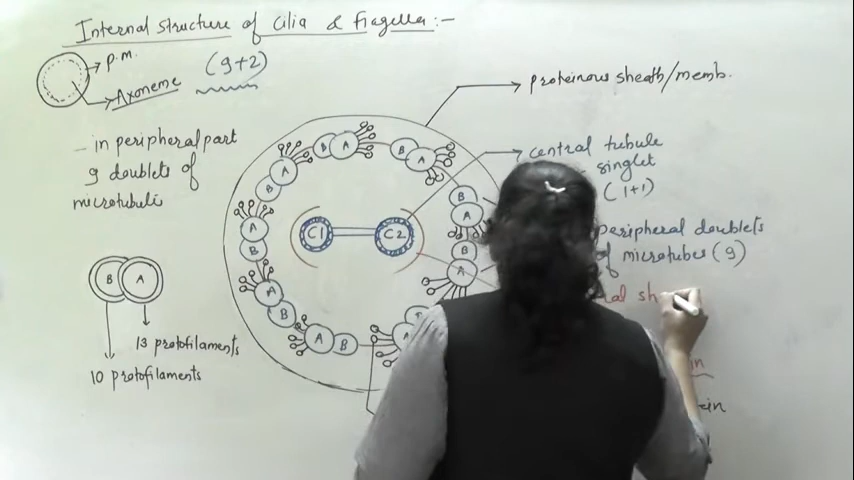 Internal Structure of Cilia & Flagella:-
p.m.
Axoneme (9+2)
- in peripheral part
9 doublets of
microtubuli
B A
13 protofilaments
10 protofilaments
B A
B A
A
B
B
A
A
B
B
A
A
B
A
B
A B
C1 C2
proteinous sheath/memb.
central tubule
singlet
(1+1)
peripheral doublets
of microtubes (9)